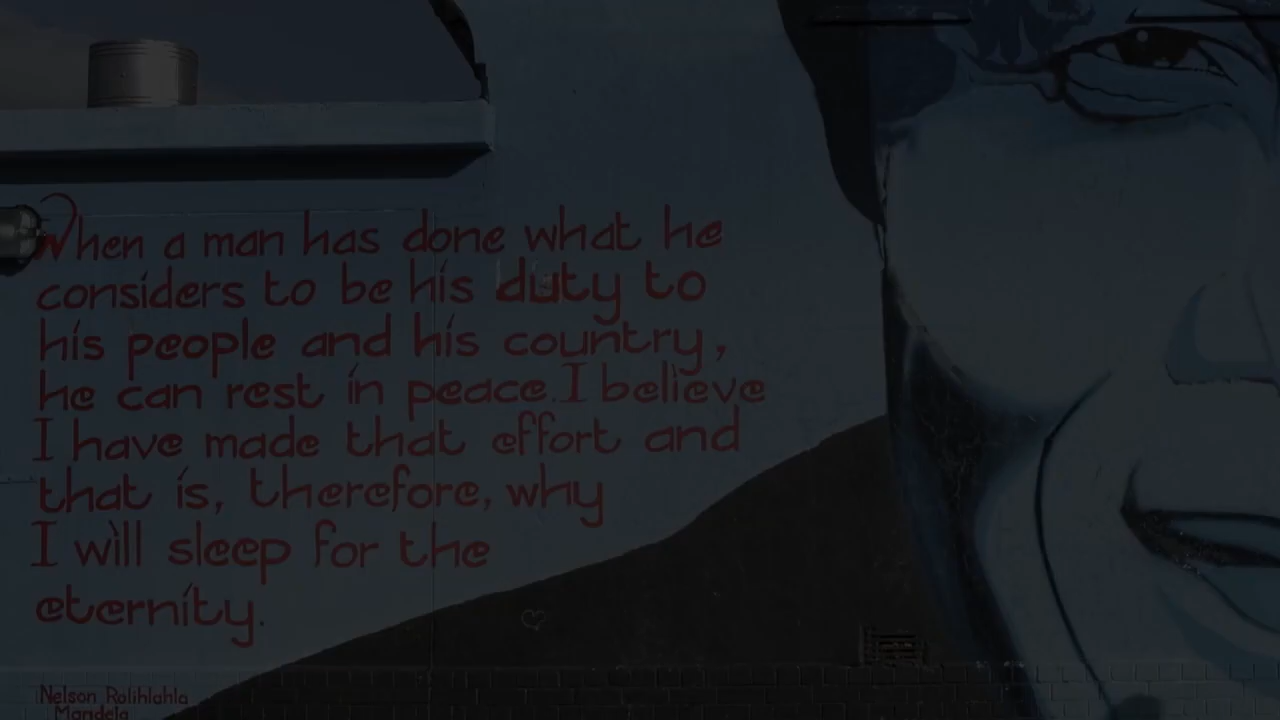 When a man has done what he
considers to be his duty to
his people and his country,
he can rest in peace. I believe
I have made that effort and
that is, therefore, why
I will sleep for the
eternity.
Nelson Rolihlahla
Mandela